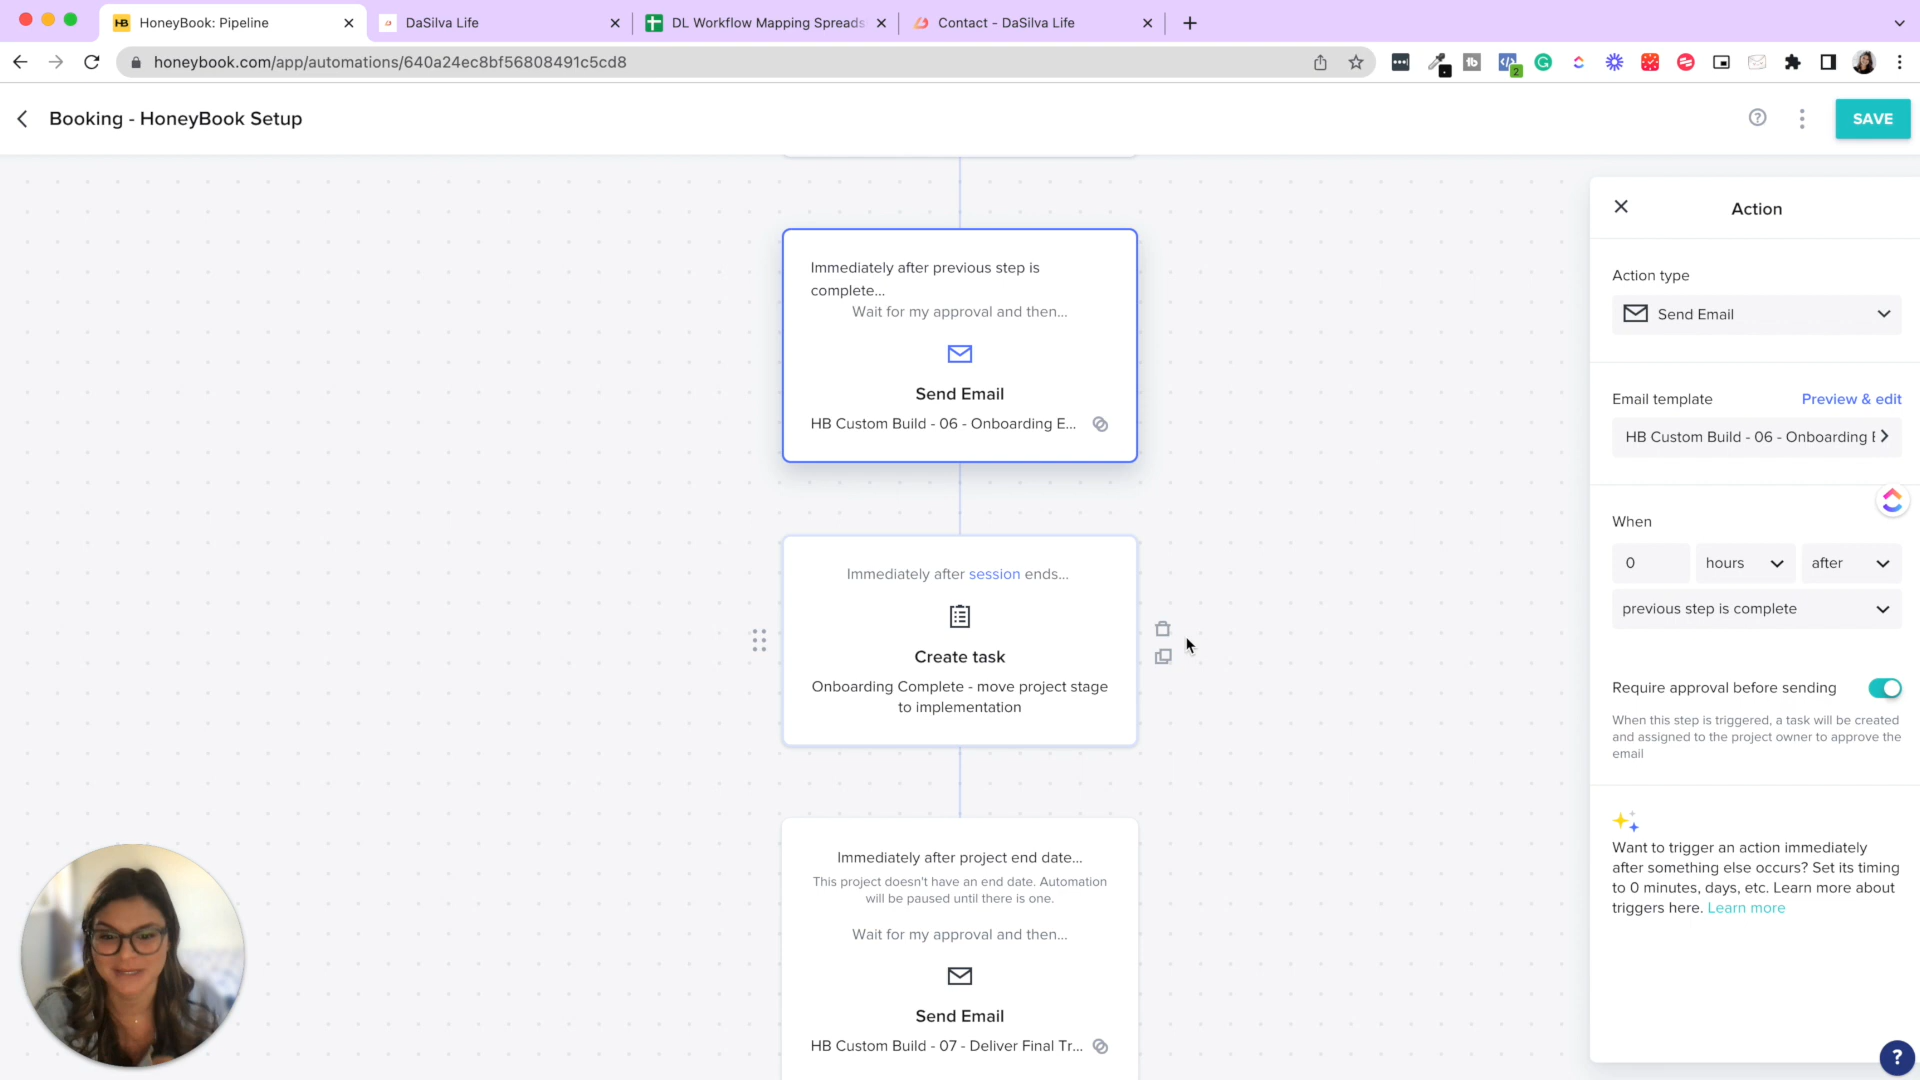 HB HoneyBook: Pipeline
DaSilva Life
DL Workflow Mapping Spreads
Contact - DaSilva Life
honeybook.com/app/automations/640a24ec8bf56808491c5cd8
tb
2
Booking - HoneyBook Setup
SAVE
Immediately after previous step is
complete...
Wait for my approval and then...
Send Email
HB Custom Build - 06 - Onboarding E...
Immediately after session ends...
Create task
Onboarding Complete - move project stage
to implementation
Immediately after project end date...
This project doesn't have an end date. Automation
will be paused until there is one.
Wait for my approval and then...
Send Email
HB Custom Build - 07 - Deliver Final Tr...
Action
Action type
Send Email
Email template
Preview & edit
HB Custom Build - 06 - Onboarding E
When
0
hours
after
previous step is complete
Require approval before sending
When this step is triggered, a task will be created
and assigned to the project owner to approve the
email
Want to trigger an action immediately
after something else occurs? Set its timing
to 0 minutes, days, etc. Learn more about
triggers here. Learn more
?